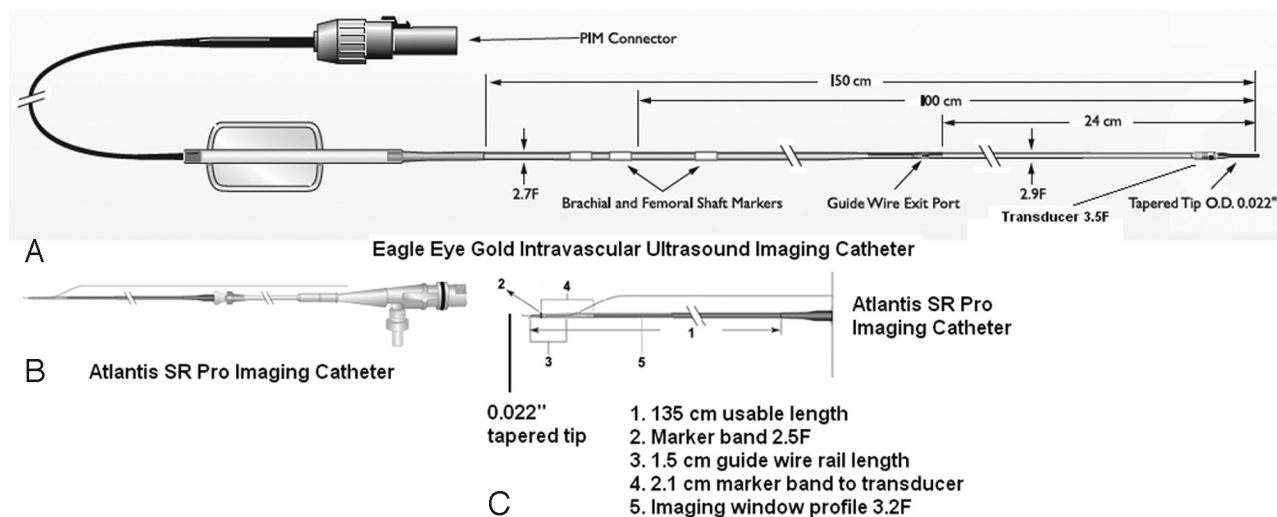 PIM Connector
150 cm
100 cm
24 cm
2.7F
Brachial and Femoral Shaft Markers
Guide Wire Exit Port
2.9F
Transducer 3.5F
Tapered Tip O.D. 0.022"
A
Eagle Eye Gold Intravascular Ultrasound Imaging Catheter
B
Atlantis SR Pro Imaging Catheter
2
4
1
3
5
Atlantis SR Pro
Imaging Catheter
0.022"
tapered tip
1. 135 cm usable length
2. Marker band 2.5F
3. 1.5 cm guide wire rail length
4. 2.1 cm marker band to transducer
5. Imaging window profile 3.2F
C